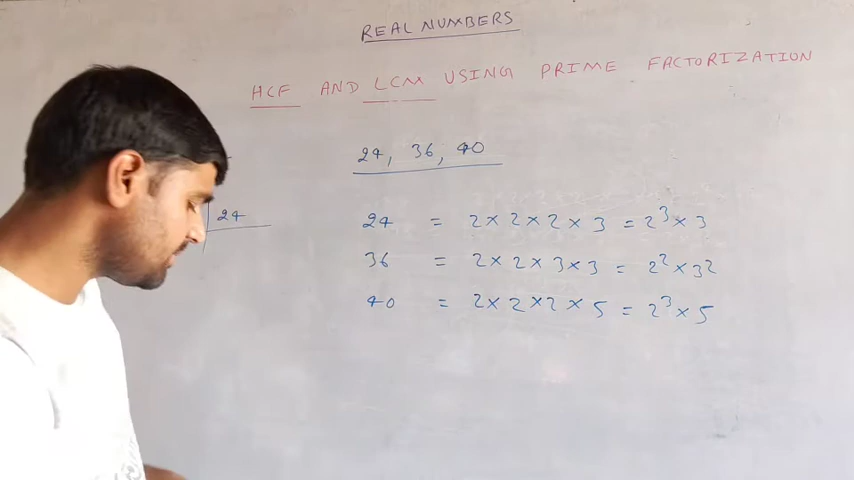 REAL NUMBERS
HCF AND LCM USING PRIME FACTORIZATION
24, 36, 40
24
24 = 2 × 2 × 2 × 3 = 2³ × 3
36 = 2 × 2 × 3 × 3 = 2² × 3²
40 = 2 × 2 × 2 × 5 = 2³ × 5